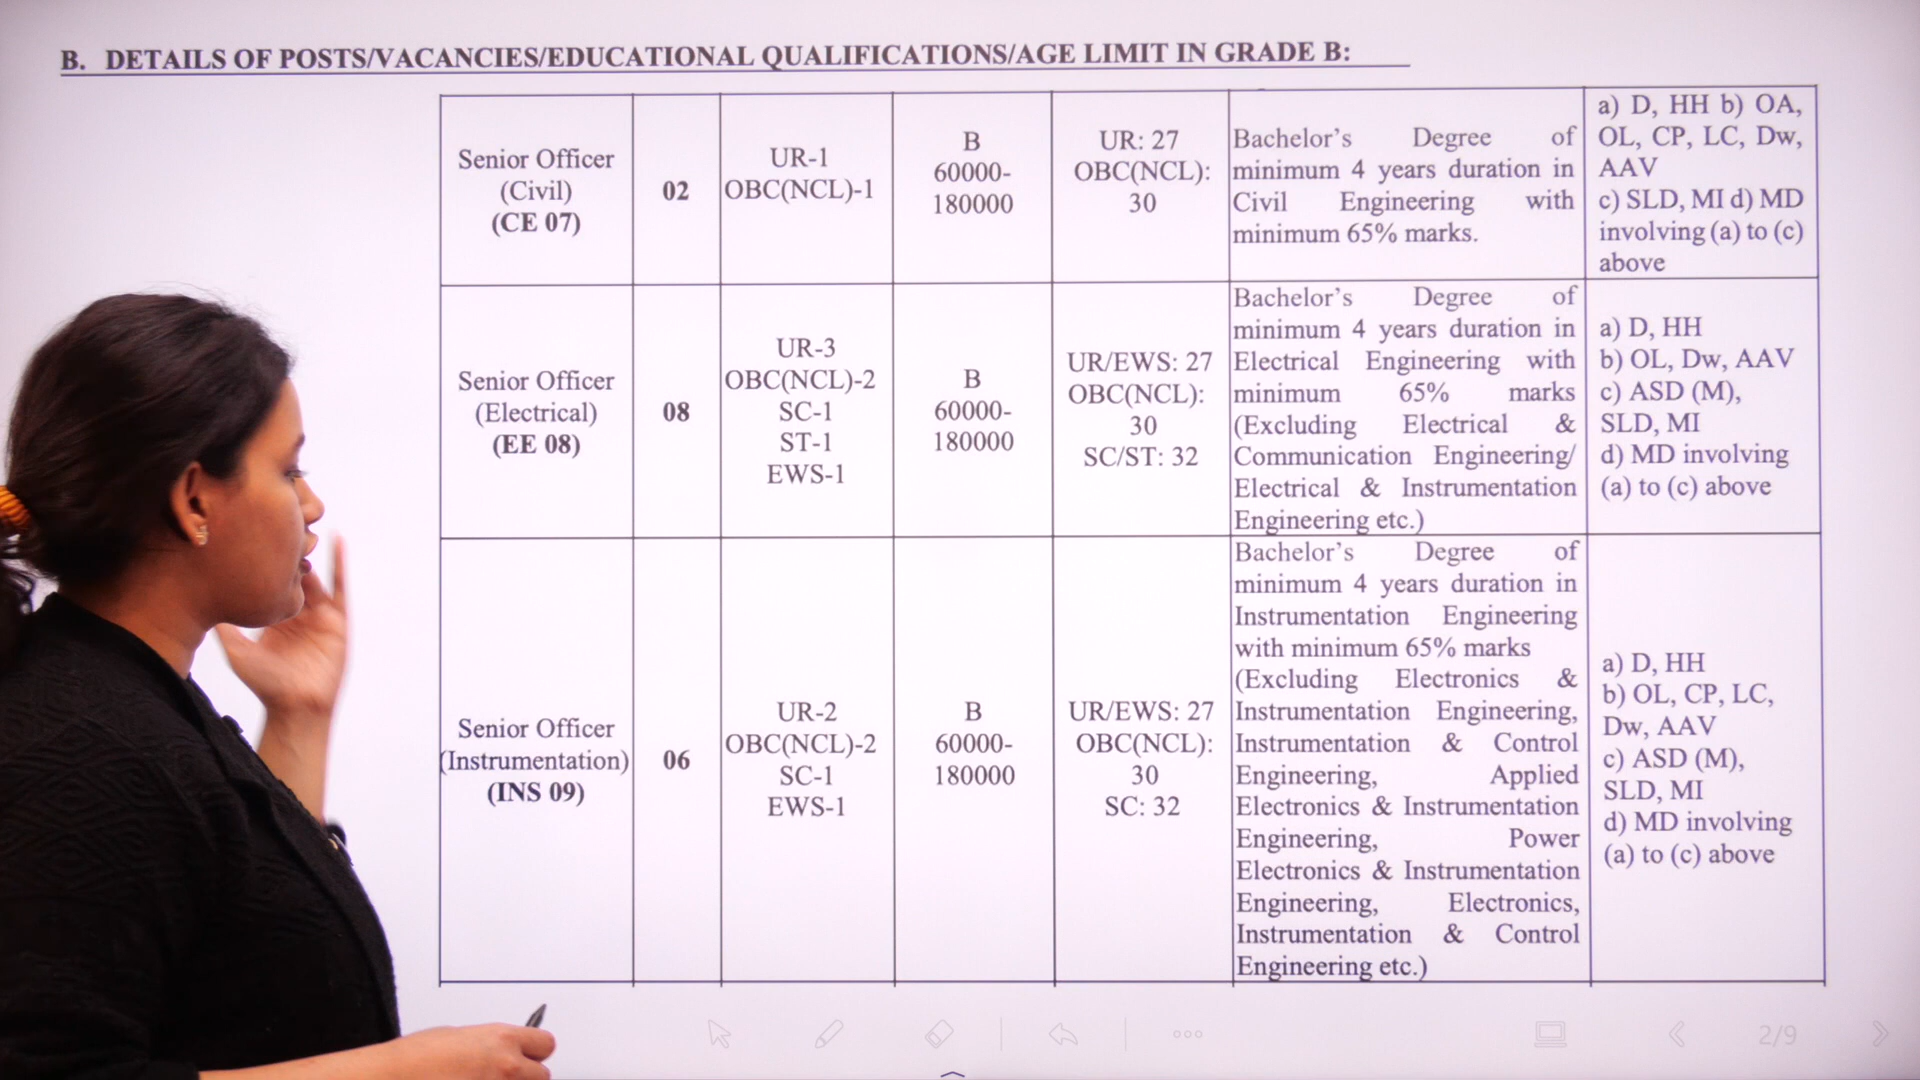 B. DETAILS OF POSTS/VACANCIES/EDUCATIONAL QUALIFICATIONS/AGE LIMIT IN GRADE B:
Senior Officer
(Civil)
(CE 07)
02
UR-1
OBC(NCL)-1
B
60000-
180000
UR: 27
OBC(NCL):
30
Bachelor’s Degree of
minimum 4 years duration in
Civil Engineering with
minimum 65% marks.
a) D, HH b) OA,
OL, CP, LC, Dw,
AAV
c) SLD, MI d) MD
involving (a) to (c)
above
Senior Officer
(Electrical)
(EE 08)
08
UR-3
OBC(NCL)-2
SC-1
ST-1
EWS-1
B
60000-
180000
UR/EWS: 27
OBC(NCL):
30
SC/ST: 32
Bachelor’s Degree of
minimum 4 years duration in
Electrical Engineering with
minimum 65% marks
(Excluding Electrical &
Communication Engineering/
Electrical & Instrumentation
Engineering etc.)
a) D, HH
b) OL, Dw, AAV
c) ASD (M),
SLD, MI
d) MD involving
(a) to (c) above
Senior Officer
(Instrumentation)
(INS 09)
06
UR-2
OBC(NCL)-2
SC-1
EWS-1
B
60000-
180000
UR/EWS: 27
OBC(NCL):
30
SC: 32
Bachelor’s Degree of
minimum 4 years duration in
Instrumentation Engineering
with minimum 65% marks
(Excluding Electronics &
Instrumentation Engineering,
Instrumentation & Control
Engineering, Applied
Electronics & Instrumentation
Engineering, Power
Electronics & Instrumentation
Engineering, Electronics,
Instrumentation & Control
Engineering etc.)
a) D, HH
b) OL, CP, LC,
Dw, AAV
c) ASD (M),
SLD, MI
d) MD involving
(a) to (c) above
2/9